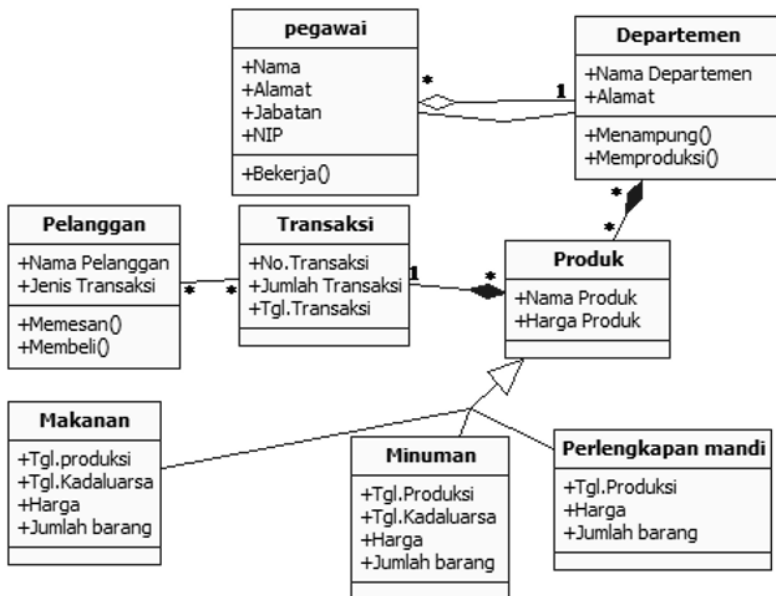 pegawai
+Nama
+Alamat
+Jabatan
+NIP
+Bekerja()
*
1
Departemen
+Nama Departemen
+Alamat
+Menampung()
+Memproduksi()
*
*
Pelanggan
+Nama Pelanggan
+Jenis Transaksi
+Memesan()
+Membeli()
*
*
Transaksi
+No.Transaksi
+Jumlah Transaksi
+Tgl.Transaksi
1
*
Produk
+Nama Produk
+Harga Produk
Makanan
+Tgl.produksi
+Tgl.Kadaluarsa
+Harga
+Jumlah barang
Minuman
+Tgl.Produksi
+Tgl.Kadaluarsa
+Harga
+Jumlah barang
Perlengkapan mandi
+Tgl.Produksi
+Harga
+Jumlah barang